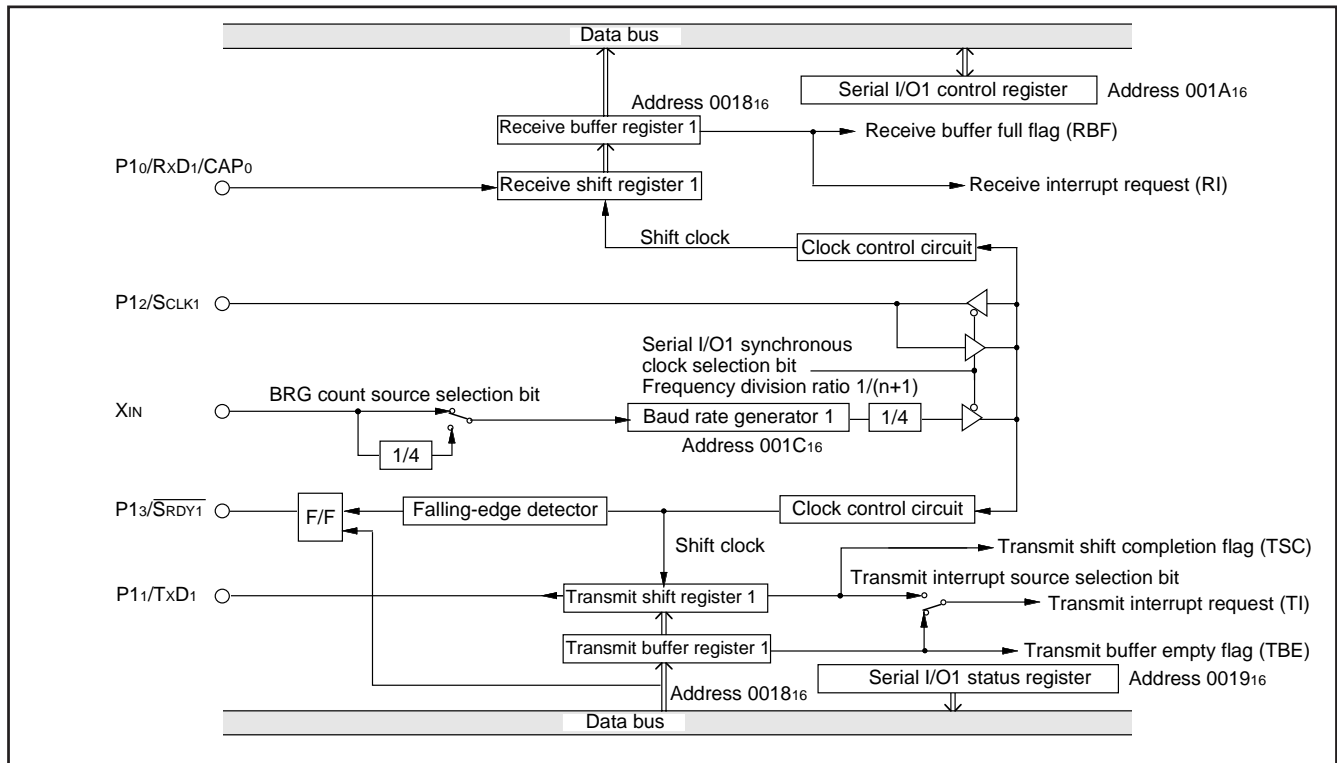 Data bus
Serial I/O1 control register
Address 001A16
Address 001816
Receive buffer register 1
Receive buffer full flag (RBF)
P10/RxD1/CAP0
Receive shift register 1
Receive interrupt request (RI)
Shift clock
Clock control circuit
P12/SCLK1
Serial I/O1 synchronous
clock selection bit
Frequency division ratio 1/(n+1)
BRG count source selection bit
XIN
Baud rate generator 1
1/4
Address 001C16
1/4
P13/SRDY1
F/F
Falling-edge detector
Clock control circuit
Shift clock
Transmit shift completion flag (TSC)
Transmit interrupt source selection bit
P11/TxD1
Transmit shift register 1
Transmit interrupt request (TI)
Transmit buffer register 1
Transmit buffer empty flag (TBE)
Address 001816
Serial I/O1 status register
Address 001916
Data bus